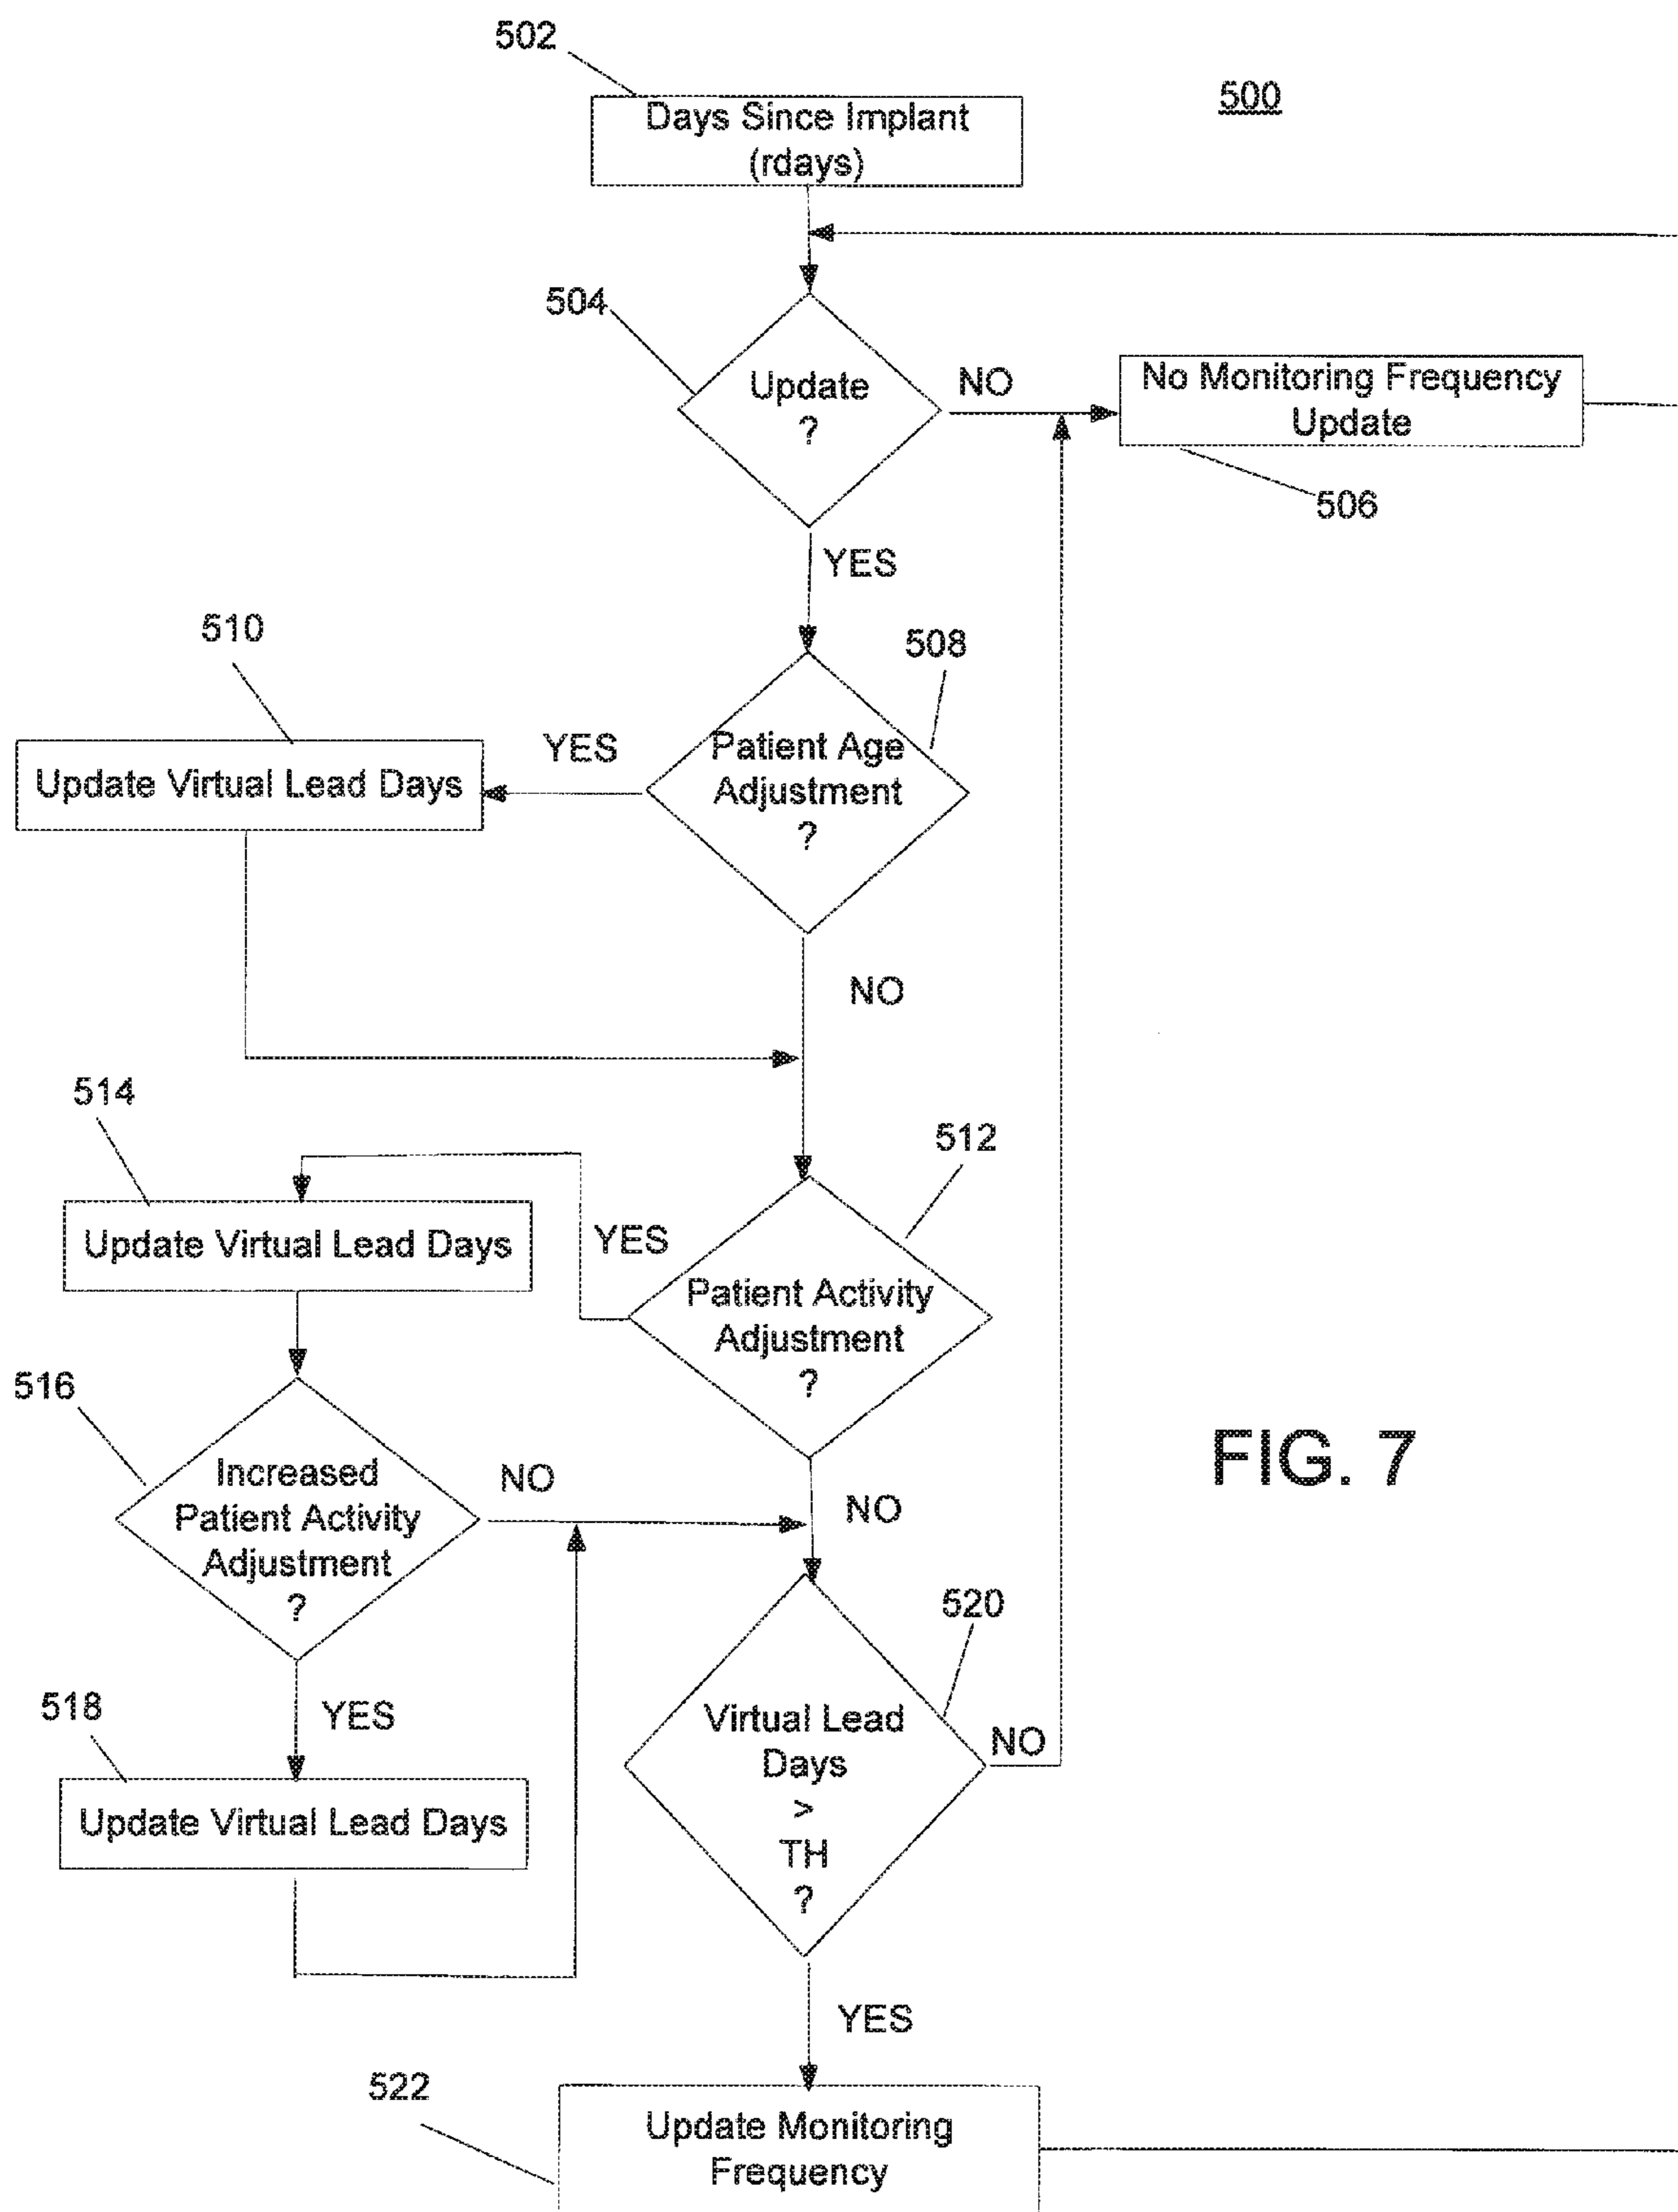 502
500
Days Since Implant
(rdays)
504
Update
?
NO
No Monitoring Frequency
Update
506
YES
510
508
Update Virtual Lead Days
YES
Patient Age
Adjustment
?
NO
514
512
Update Virtual Lead Days
YES
Patient Activity
Adjustment
?
516
Increased
Patient Activity
Adjustment
?
NO
NO
FIG. 7
518
YES
520
Update Virtual Lead Days
Virtual Lead
Days
>
TH
?
NO
YES
522
Update Monitoring
Frequency